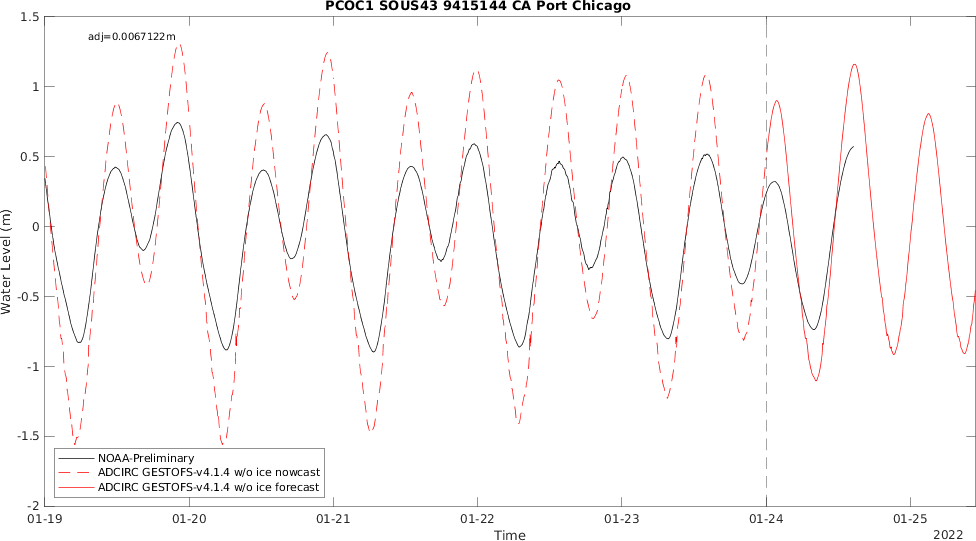 PCOC1 SOUS43 9415144 CA Port Chicago
adj=0.0067122m
1.5
1
0.5
0
-0.5
-1
-1.5
-2
Water Level (m)
NOAA-Preliminary
ADCIRC GESTOFS-v4.1.4 w/o ice nowcast
ADCIRC GESTOFS-v4.1.4 w/o ice forecast
01-19 01-20 01-21 01-22 01-23 01-24 01-25
Time
2022